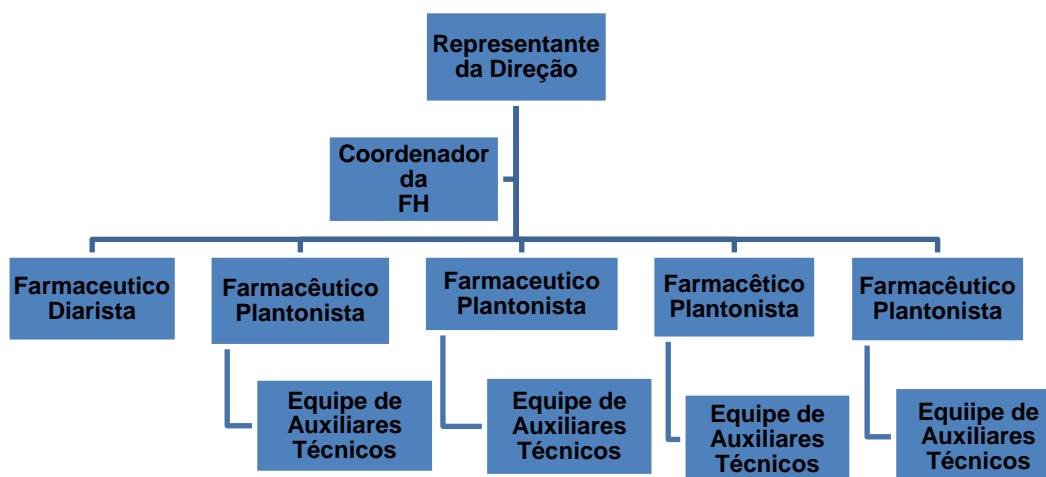 Representante
da Direção
Coordenador
da
FH
Farmaceutico
Diarista
Farmacêutico
Plantonista
Farmaceutico
Plantonista
Farmacêtico
Plantonista
Farmacêutico
Plantonista
Equipe de
Auxiliares
Técnicos
Equipe de
Auxiliares
Técnicos
Equipe de
Auxiliares
Técnicos
Equiipe de
Auxiliares
Técnicos